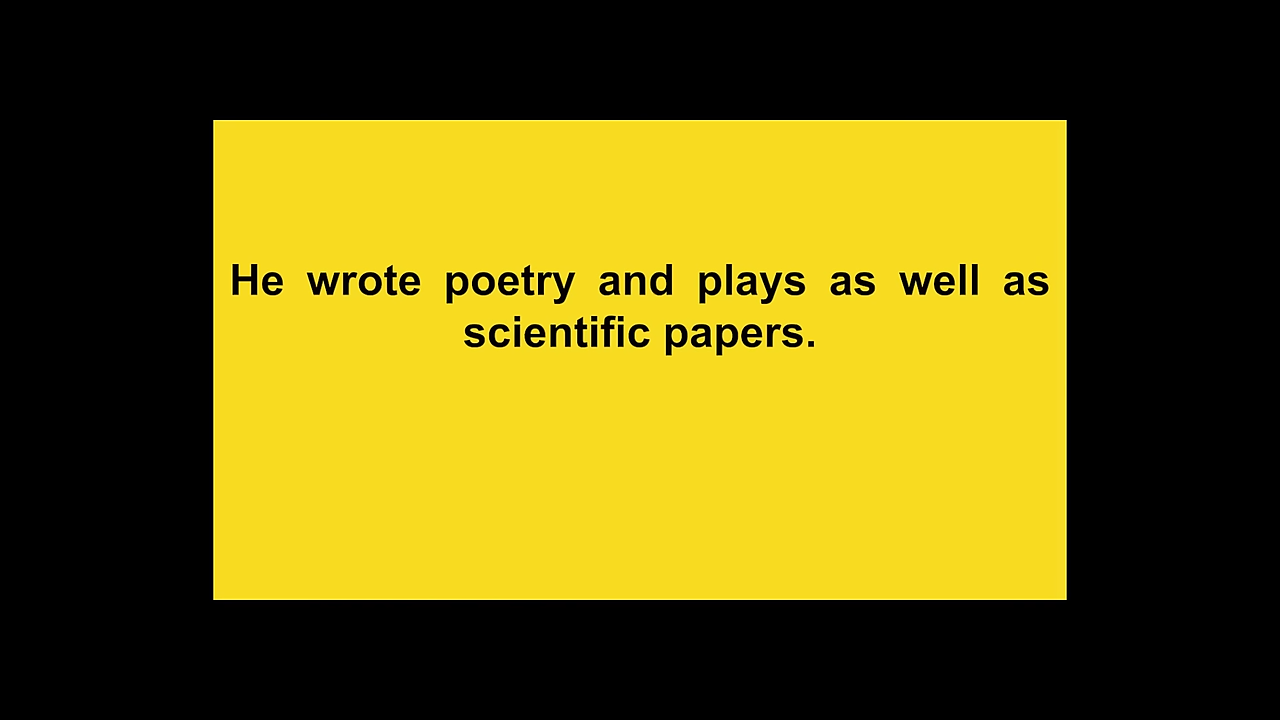 He wrote poetry and plays as well as
scientific papers.